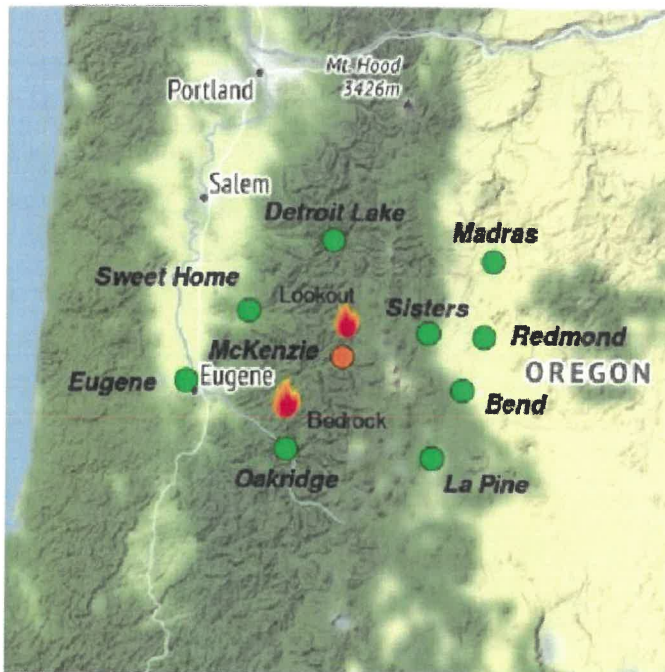 Mt. Hood
3426m
Portland
Salem
Detroit Lake
Madras
Sweet Home
Lookout
Sisters
McKenzie
Redmond
Eugene
Eugene
OREGON
Bend
Bedrock
Oakridge
La Pine